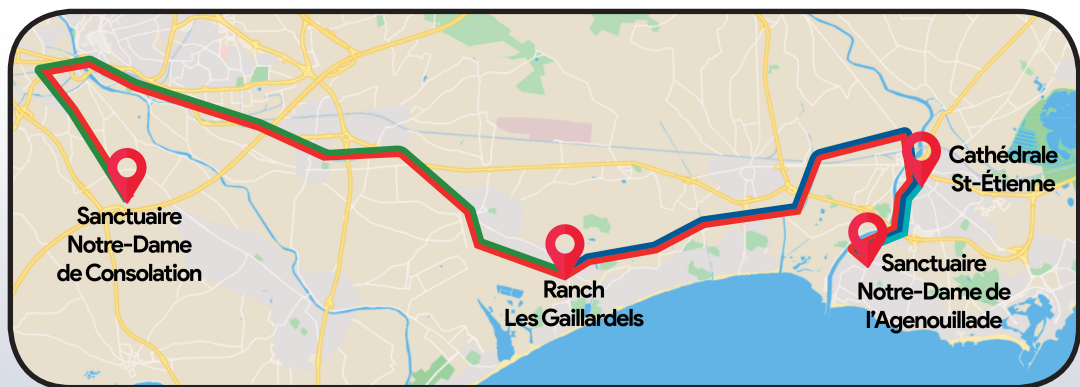 Sanctuaire
Notre-Dame
de Consolation
Ranch
Les Gaillardels
Cathédrale
St-Étienne
Sanctuaire
Notre-Dame de
l'Agenouillade